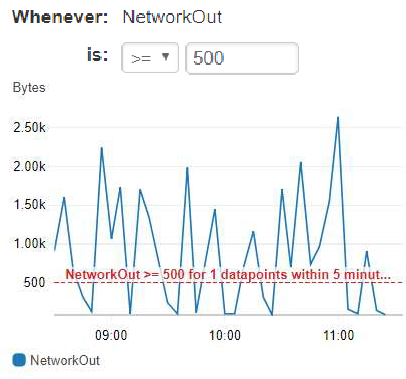 Whenever: NetworkOut
is: >= 500
Bytes
2.50k
2.00k
1.50k
1.00k
NetworkOut >= 500 for 1 datapoints within 5 minut...
500
09:00 10:00 11:00
NetworkOut